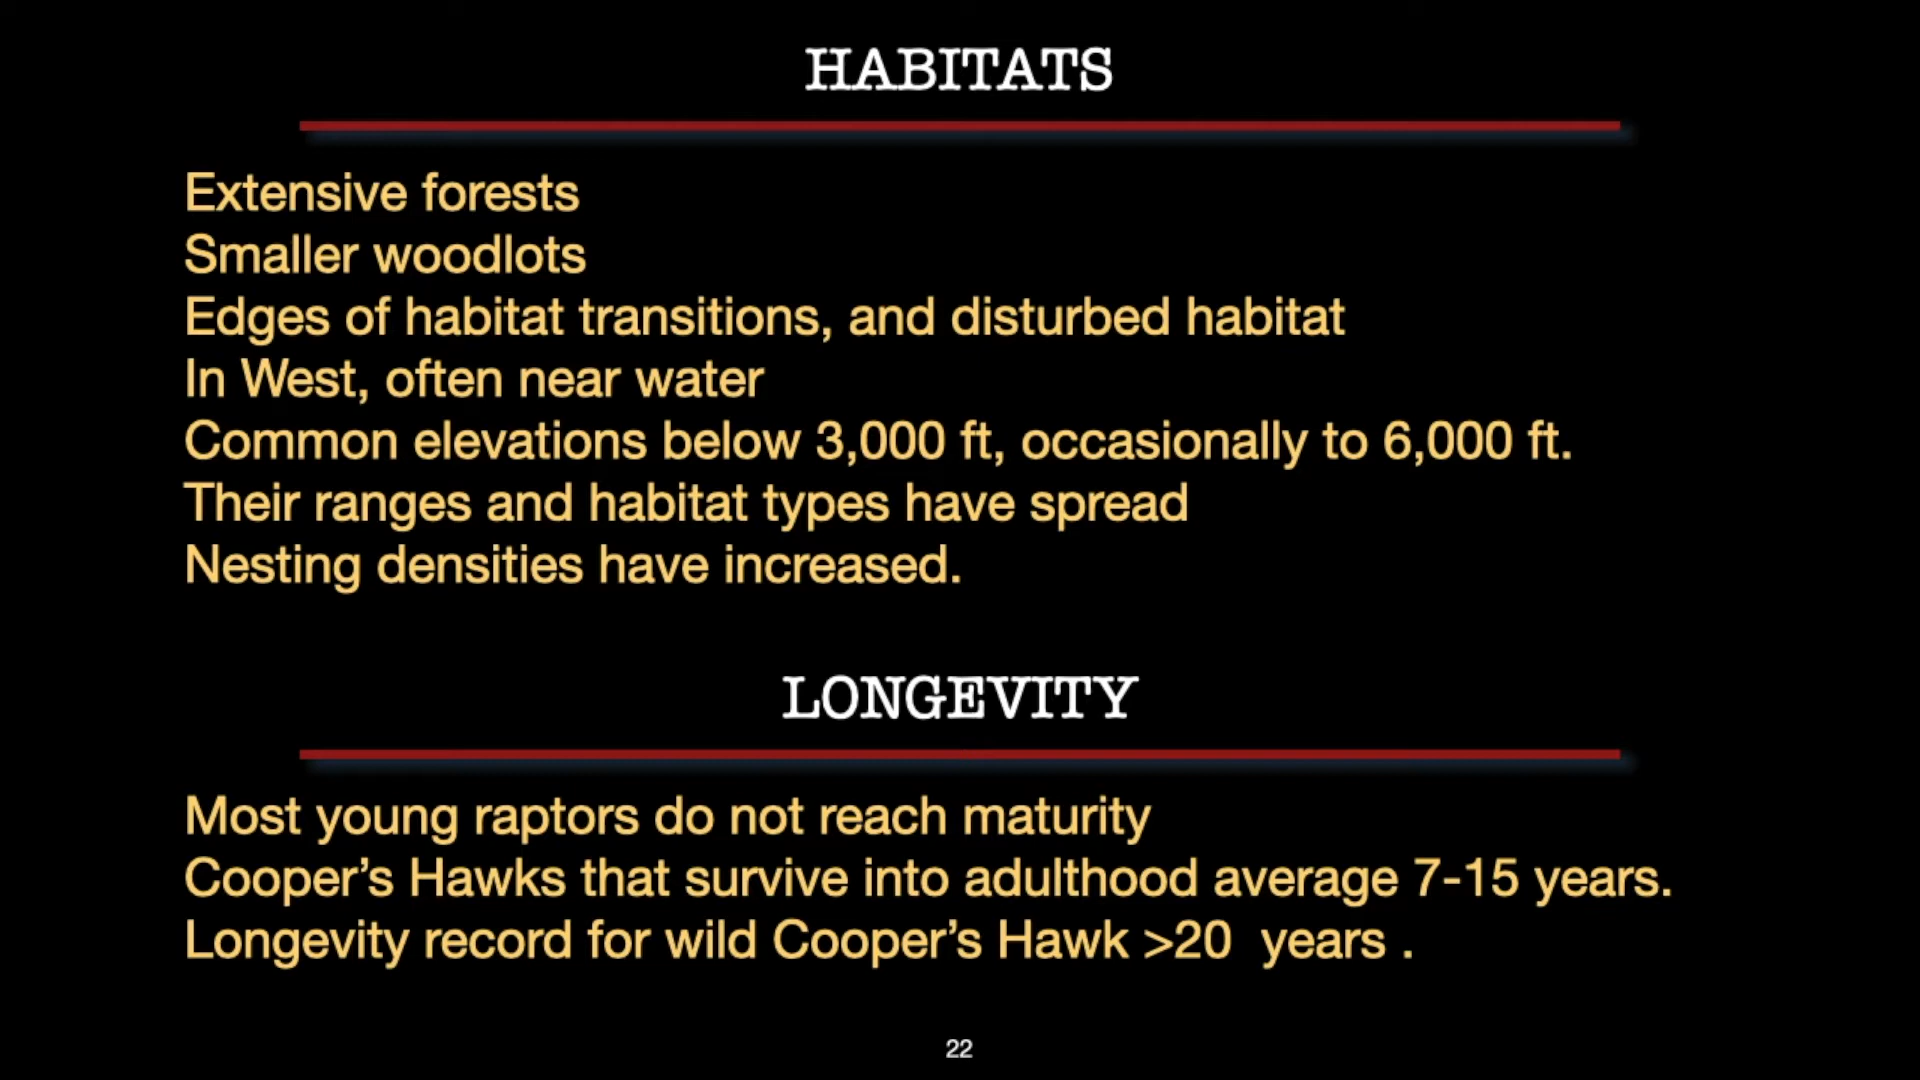 HABITATS
Extensive forests
Smaller woodlots
Edges of habitat transitions, and disturbed habitat
In West, often near water
Common elevations below 3,000 ft, occasionally to 6,000 ft.
Their ranges and habitat types have spread
Nesting densities have increased.
LONGEVITY
Most young raptors do not reach maturity
Cooper’s Hawks that survive into adulthood average 7-15 years.
Longevity record for wild Cooper’s Hawk >20  years .
22